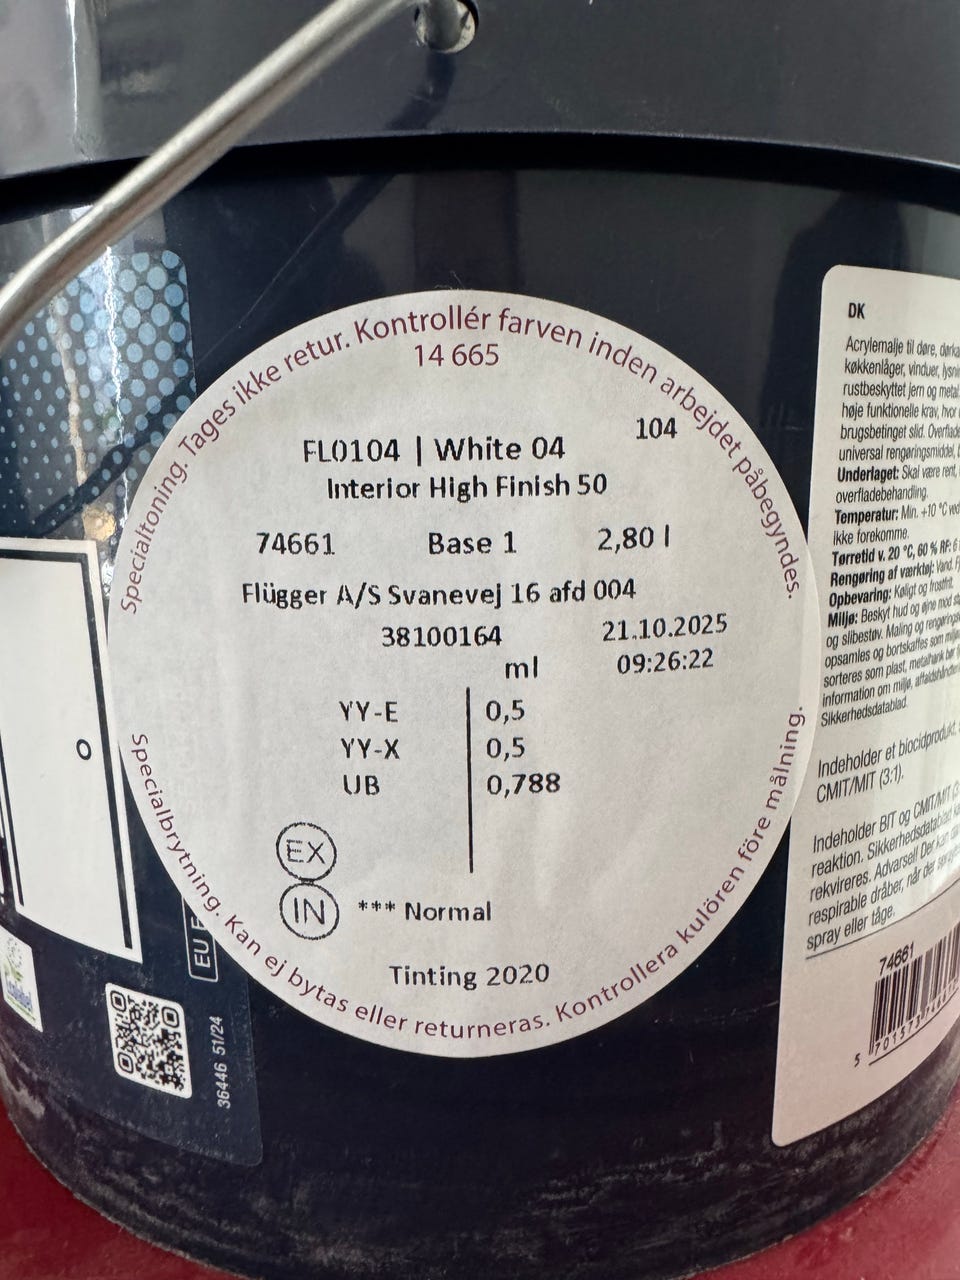 Specialtoning. Tages ikke retur. Kontrollér farven inden arbejdet påbegyndes.
14 665
104
FL0104 | White 04
Interior High Finish 50
74661 Base 1 2,80 l
Flügger A/S Svanevej 16 afd 004
38100164 21.10.2025
ml 09:26:22
YY-E 0,5
YY-X 0,5
UB 0,788
EX
IN *** Normal
Tinting 2020
Specialbrytning. Kan ej bytas eller returneras. Kontrollera kulören före målning.
EU
36446 51/24
DK
Acrylemalje til døre,
køkkenlåger, vinduer,
rustbeskyttet jern og metal
høje funktionelle krav, hvor
brugsbetinget slid.
universal rengøringsmiddel,
Underlaget: Skal være rent,
overfladebehandling.
Temperatur: Min. +10 °C ved
Ikke forekomme.
Tørretid v. 20 °C, 60 % RF: 6
Rengøring af værktøj: Vand.
Opbevaring: Køligt og frostfrit.
Miljø: Beskyt hud og øjne mod
og slibestøv. Maling og
opsamles og bortskaffes som
sorteres som plast, metalhank bør
information om miljø,
Sikkerhedsdatablad.
Indeholder et biocidprodukt,
CMIT/MIT (3:1).
Indeholder BIT og CMIT/MIT
reaktion. Sikkerhedsdatablad
rekvireres. Advarsel! Der kan
respirable dråber, når der
spray eller tåge.
74661